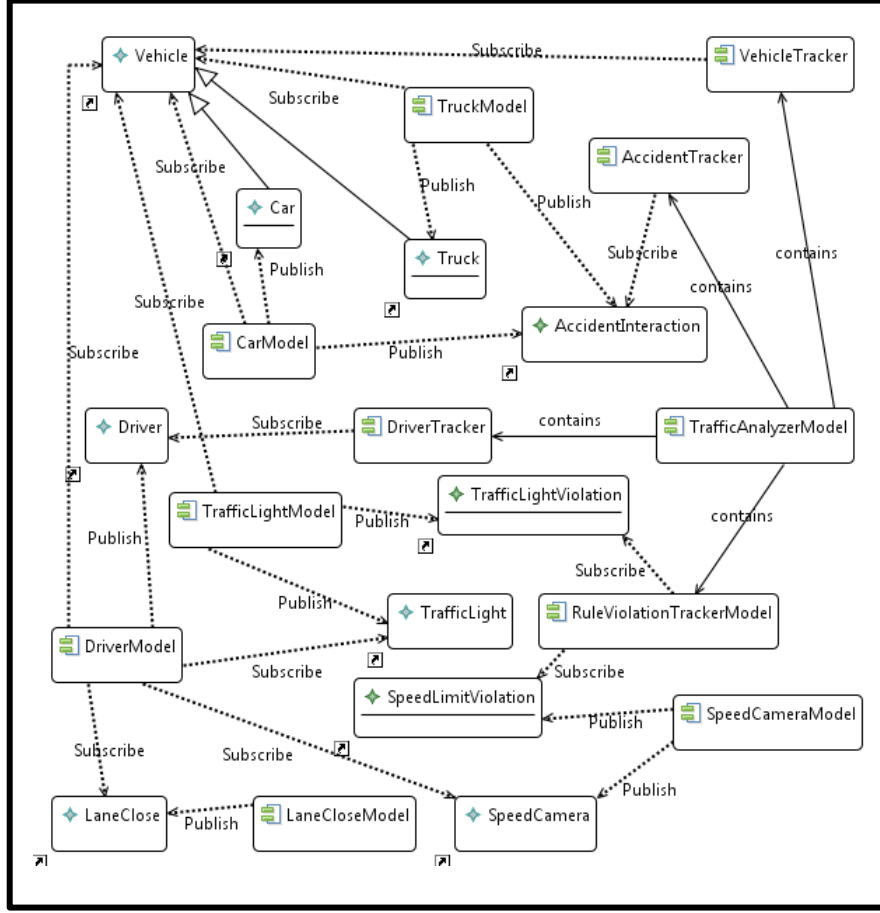 Vehicle
Subscribe
VehicleTracker
Subscribe
TruckModel
AccidentTracker
Subscribe
Publish
Publish
Car
Subscribe
Truck
contains
Publish
contains
Subscribe
AccidentInteraction
CarModel
Publish
Subscribe
Driver
Subscribe
DriverTracker
contains
TrafficAnalyzerModel
TrafficLightModel
TrafficLightViolation
Publish
contains
Publish
Subscribe
Publish
TrafficLight
RuleViolationTrackerModel
DriverModel
Subscribe
Subscribe
SpeedLimitViolation
Publish
SpeedCameraModel
Subscribe
Subscribe
Publish
LaneClose
Publish
LaneCloseModel
SpeedCamera